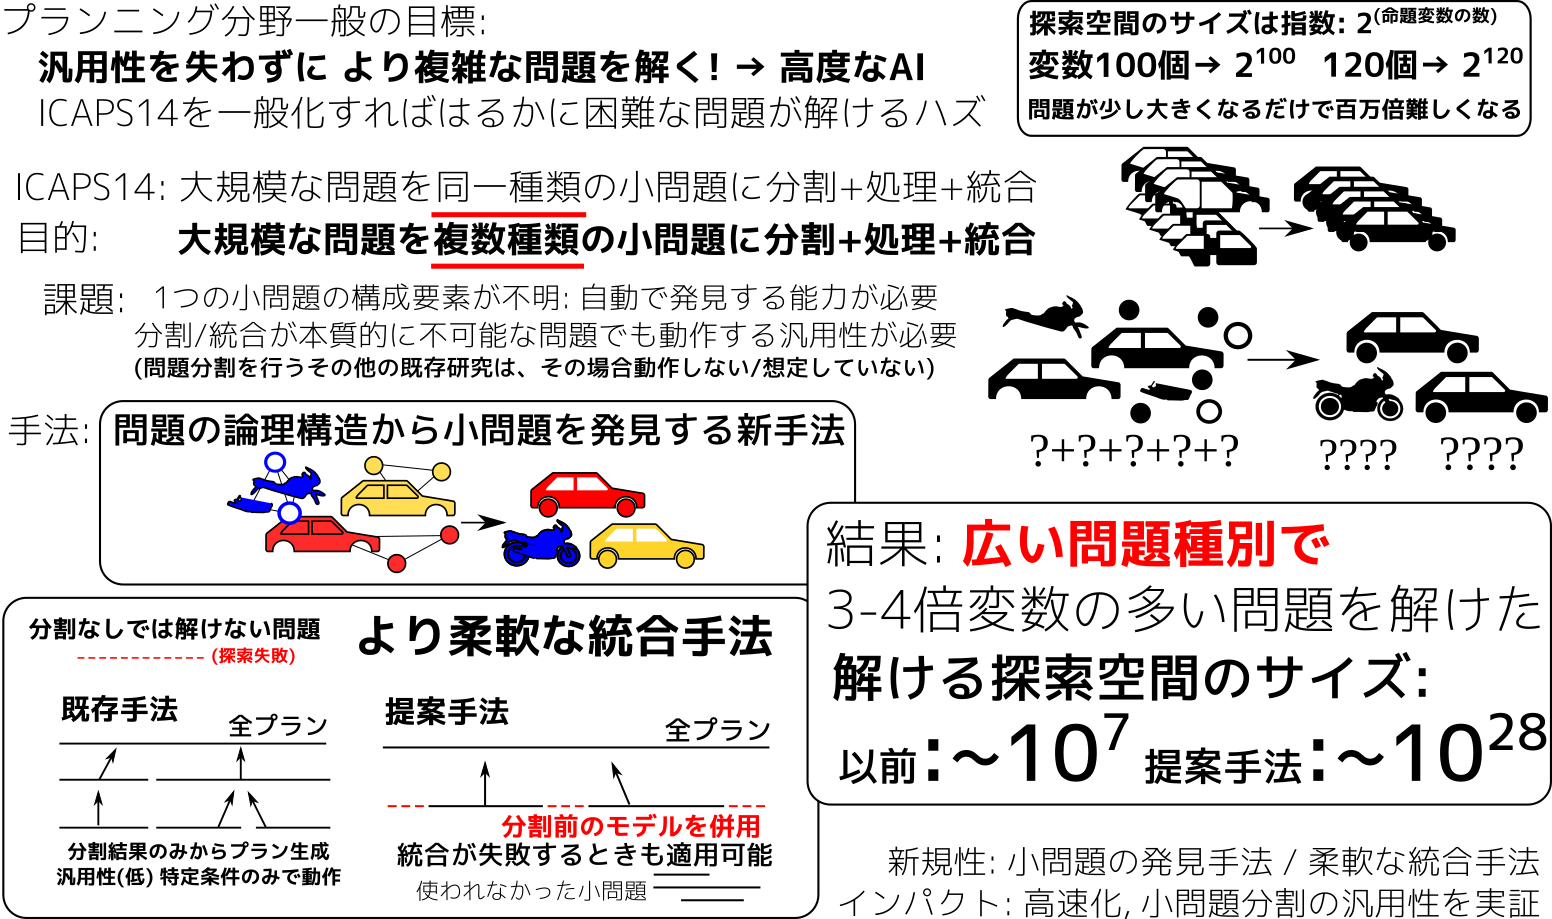 プランニング分野一般の目標:
汎用性を失わずに より複雑な問題を解く! → 高度なAI
ICAPS14を一般化すればはるかに困難な問題が解けるハズ
探索空間のサイズは指数: 2(命題変数の数)
変数100個→ 2100 120個→ 2120
問題が少し大きくなるだけで百万倍難しくなる
ICAPS14: 大規模な問題を同一種類の小問題に分割+処理+統合
目的: 大規模な問題を複数種類の小問題に分割+処理+統合
課題: 1つの小問題の構成要素が不明: 自動で発見する能力が必要
分割/統合が本質的に不可能な問題でも動作する汎用性が必要
(問題分割を行うその他の既存研究は、その場合動作しない/想定していない)
?+?+?+?+?
????
????
手法: 問題の論理構造から小問題を発見する新手法
結果: 広い問題種別で
3-4倍変数の多い問題を解けた
解ける探索空間のサイズ:
以前:~107 提案手法:~1028
分割なしでは解けない問題
------------ (探索失敗)
より柔軟な統合手法
既存手法
全プラン
分割結果のみからプラン生成
汎用性(低) 特定条件のみで動作
提案手法
全プラン
分割前のモデルを併用
統合が失敗するときも適用可能
使われなかった小問題
新規性: 小問題の発見手法 / 柔軟な統合手法
インパクト: 高速化, 小問題分割の汎用性を実証